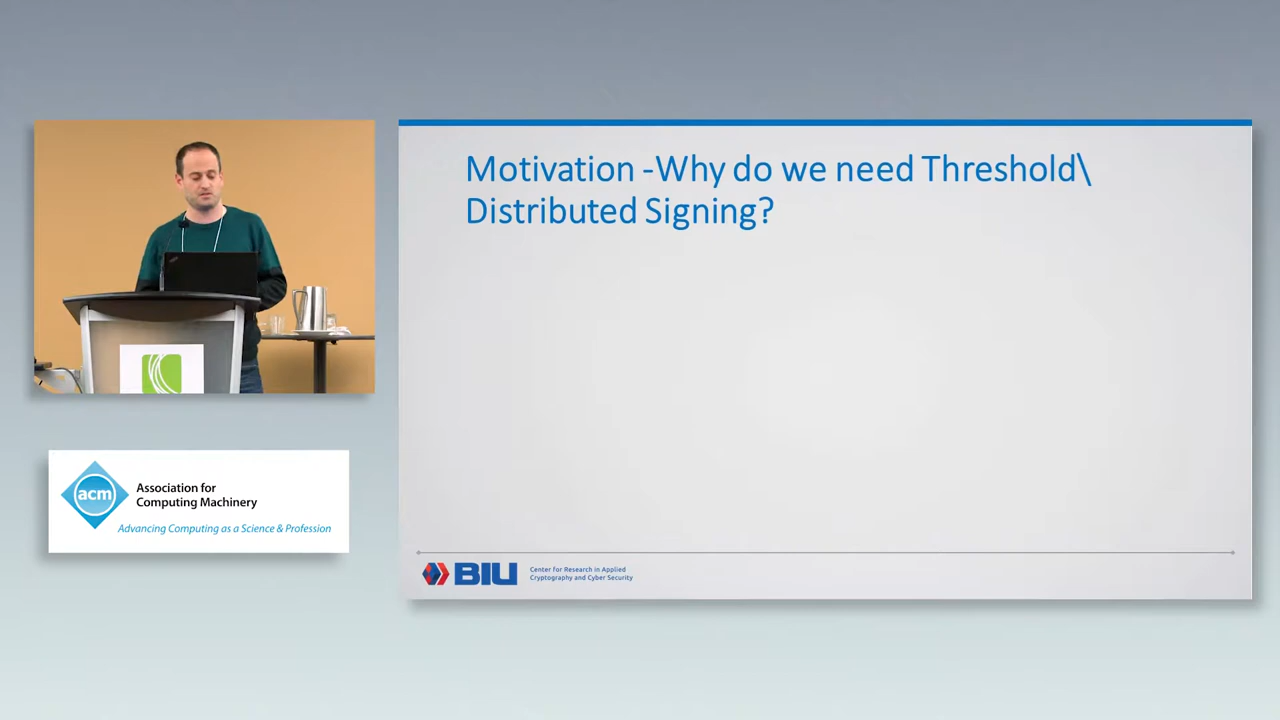 Motivation -Why do we need Threshold\
Distributed Signing?
acm
Association for
Computing Machinery
Advancing Computing as a Science & Profession
BIU
Center for Research in Applied
Cryptography and Cyber Security